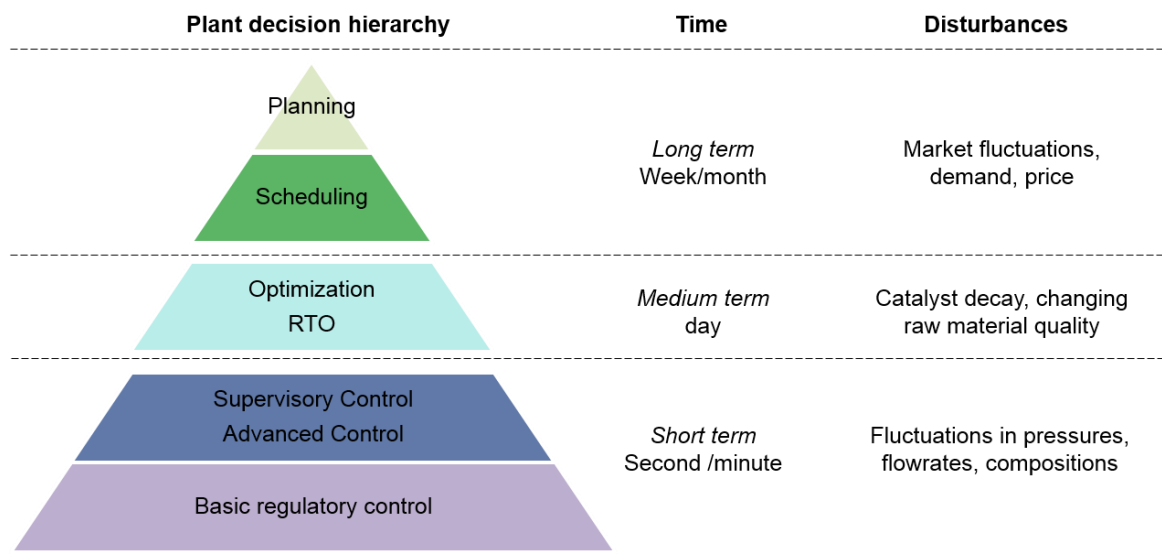 Plant decision hierarchy
Time
Disturbances
Planning
Scheduling
Long term
Week/month
Market fluctuations,
demand, price
Optimization
RTO
Medium term
day
Catalyst decay, changing
raw material quality
Supervisory Control
Advanced Control
Basic regulatory control
Short term
Second /minute
Fluctuations in pressures,
flowrates, compositions